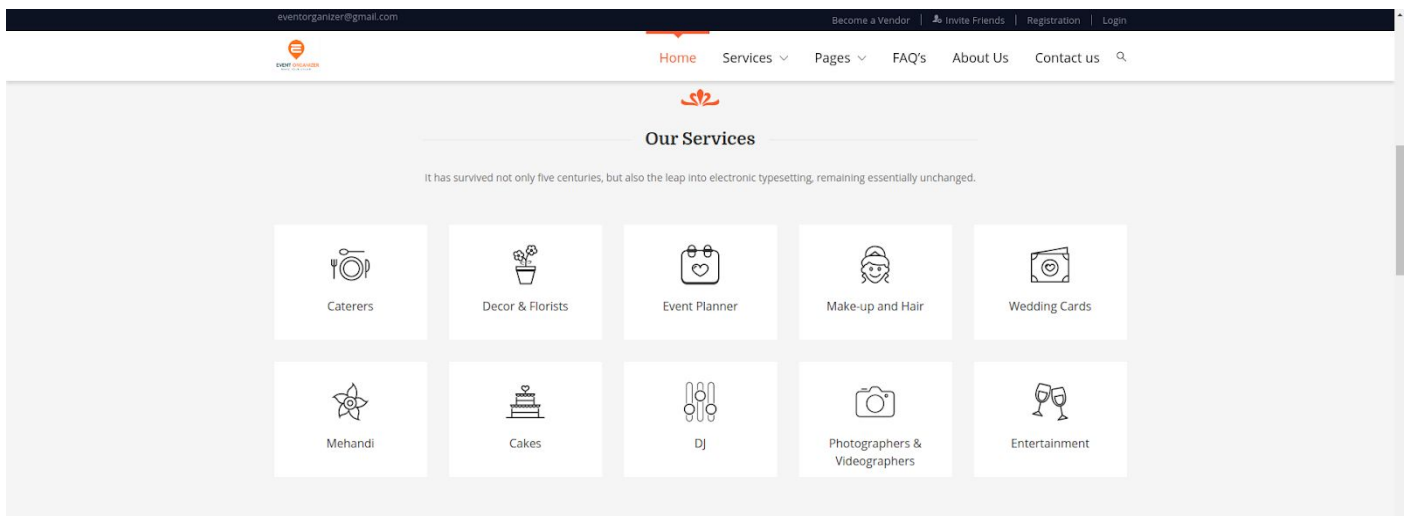 eventorganizer@gmail.com
Become a Vendor | Invite Friends | Registration | Login
EVENT ORGANIZER
Home Services Pages FAQ's About Us Contact us
Our Services
It has survived not only five centuries, but also the leap into electronic typesetting, remaining essentially unchanged.
Caterers
Decor & Florists
Event Planner
Make-up and Hair
Wedding Cards
Mehandi
Cakes
DJ
Photographers &
Videographers
Entertainment